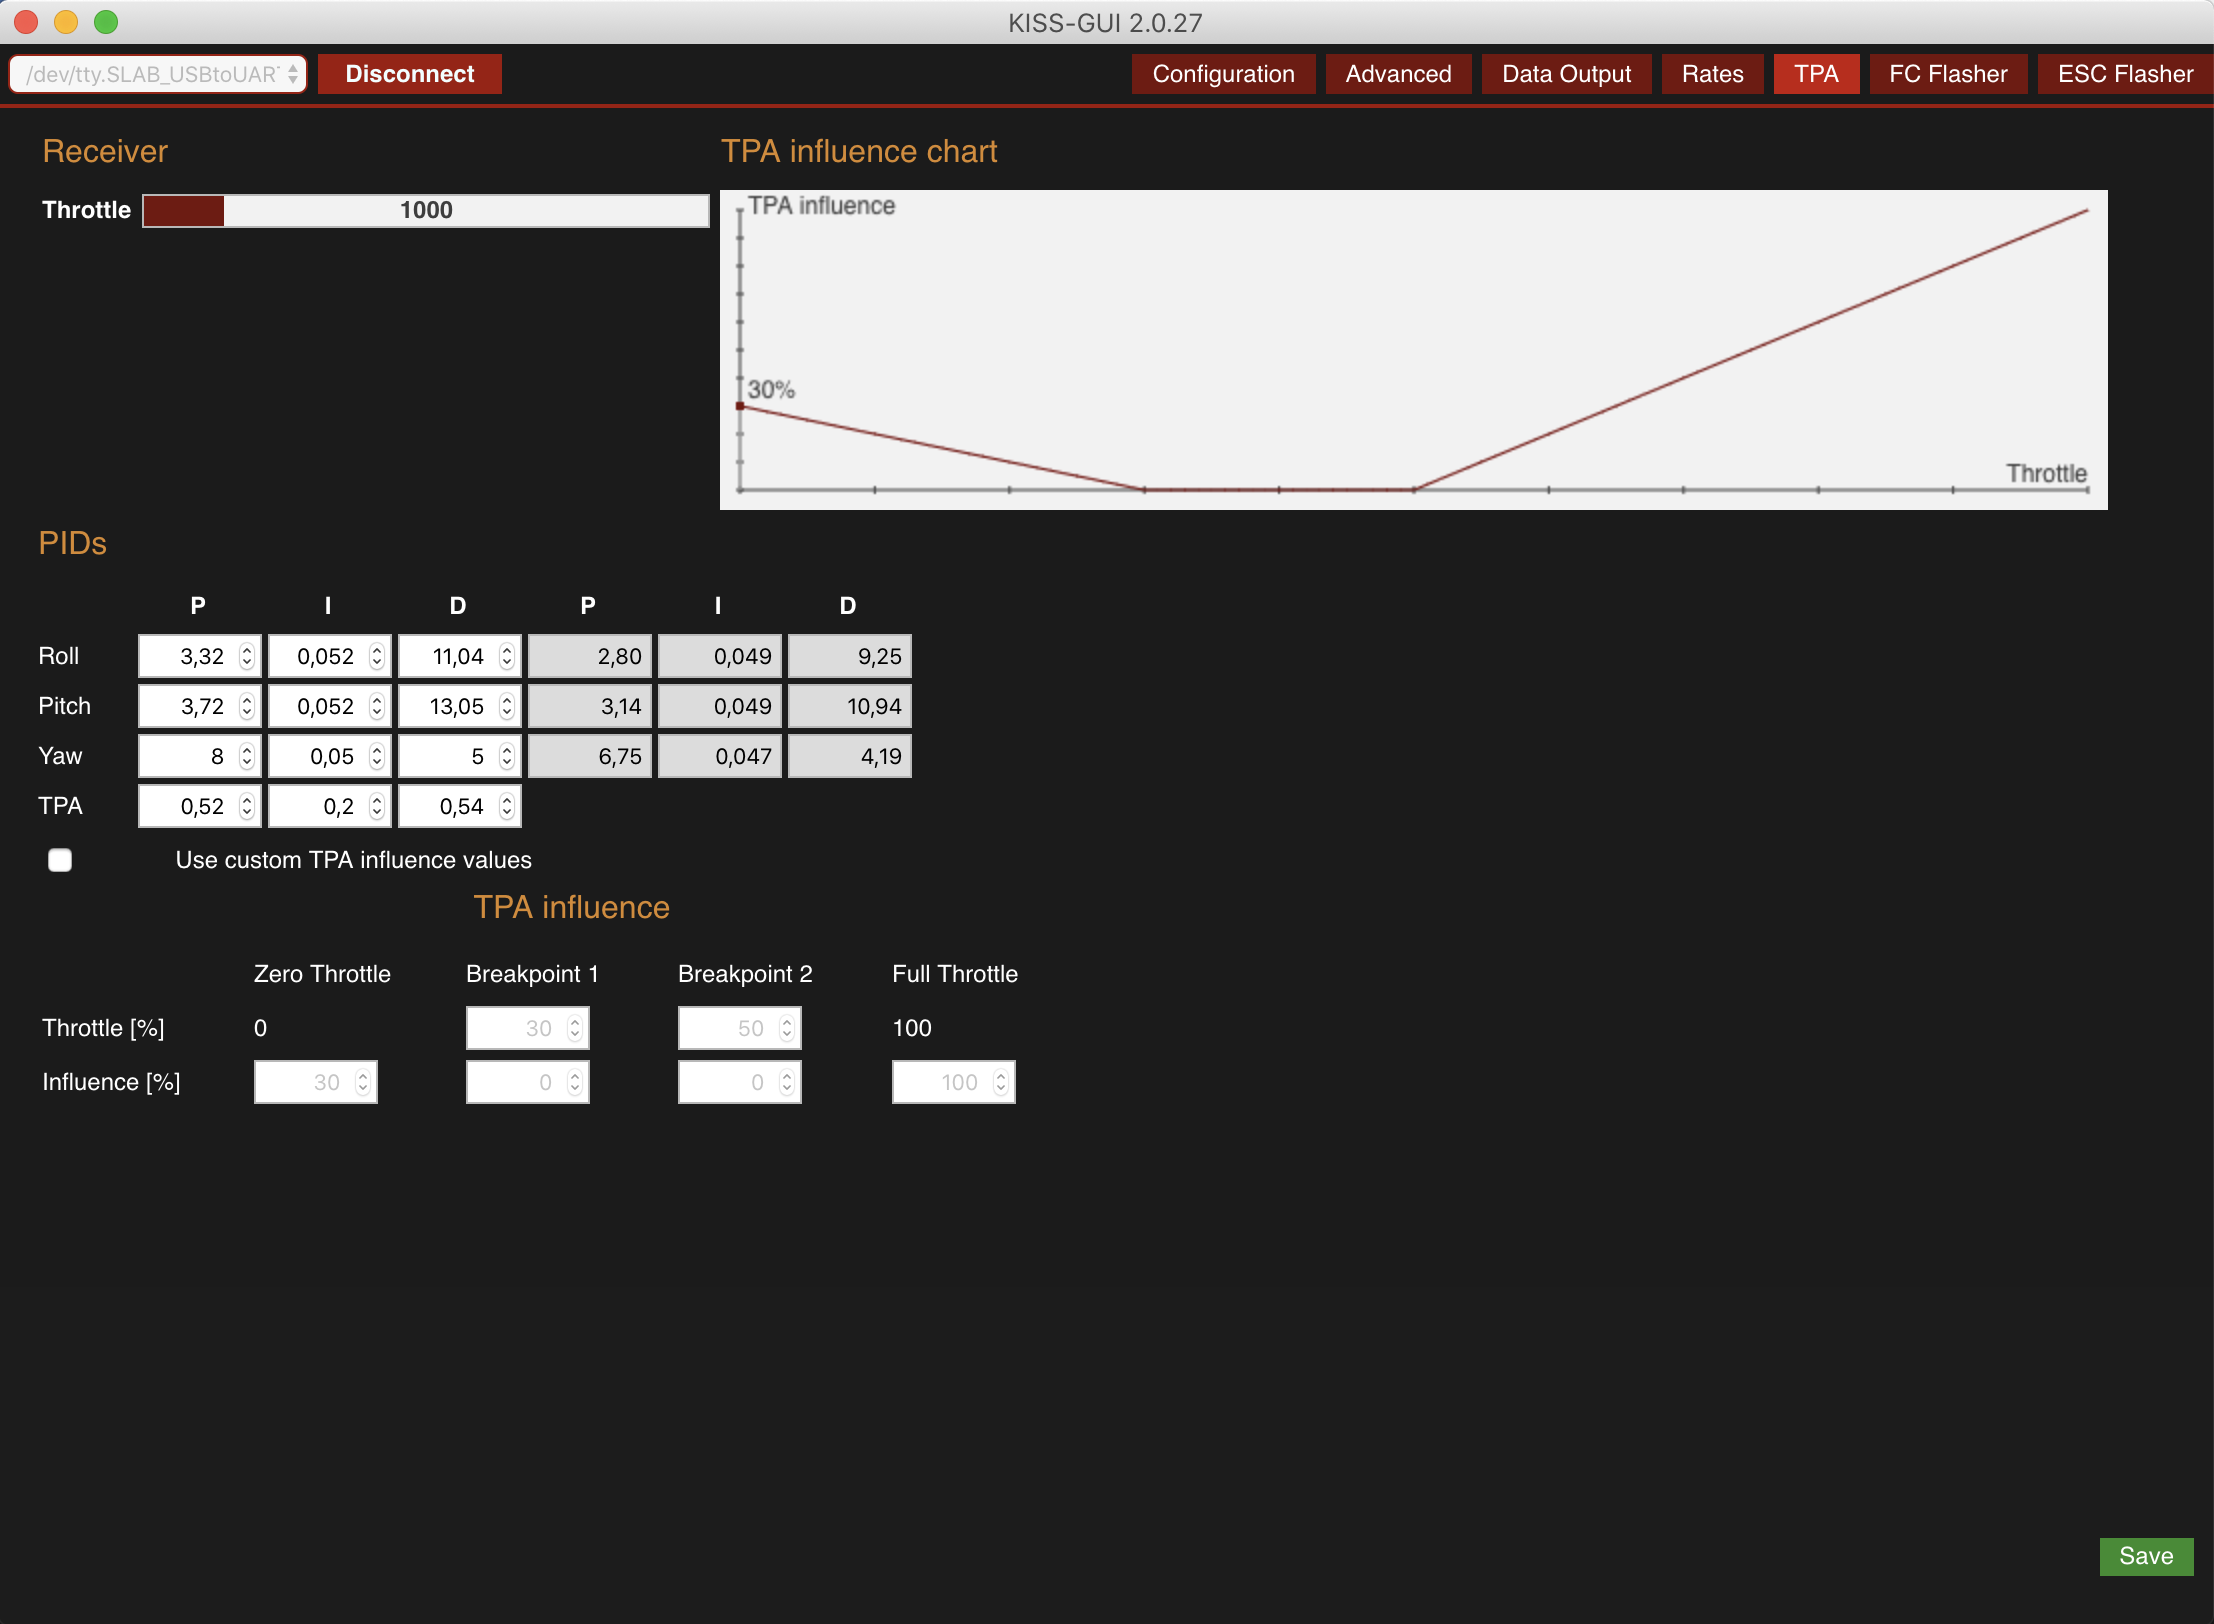 KISS-GUI 2.0.27
/dev/tty.SLAB_USBtoUAR Disconnect Configuration Advanced Data Output Rates TPA FC Flasher ESC Flasher
Receiver
Throttle 1000
TPA influence chart
TPA influence
30%
Throttle
PIDs
P I D P I D
Roll 3,32 0,052 11,04 2,80 0,049 9,25
Pitch 3,72 0,052 13,05 3,14 0,049 10,94
Yaw 8 0,05 5 6,75 0,047 4,19
TPA 0,52 0,2 0,54
Use custom TPA influence values
TPA influence
Zero Throttle Breakpoint 1 Breakpoint 2 Full Throttle
Throttle [%] 0 30 50 100
Influence [%] 30 0 0 100
Save